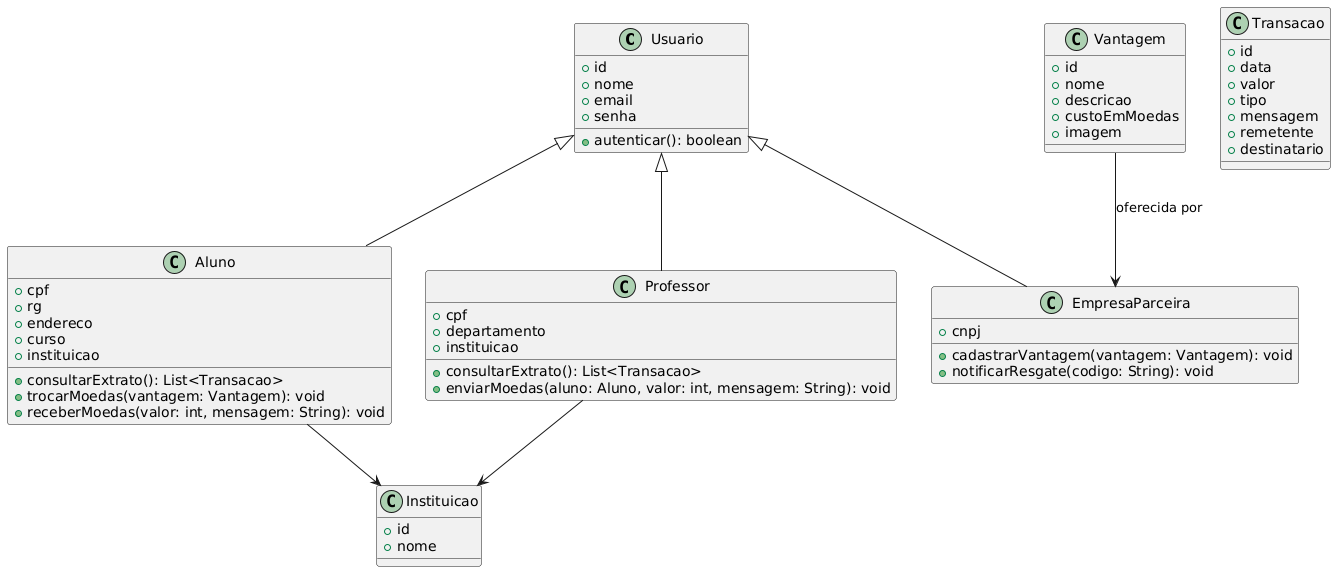 C Usuario
id
nome
email
senha
autenticar(): boolean
C Vantagem
id
nome
descricao
custoEmMoedas
imagem
C Transacao
id
data
valor
tipo
mensagem
remetente
destinatario
oferecida por
C Aluno
cpf
rg
endereco
curso
instituicao
consultarExtrato(): List<Transacao>
trocarMoedas(vantagem: Vantagem): void
receberMoedas(valor: int, mensagem: String): void
C Professor
cpf
departamento
instituicao
consultarExtrato(): List<Transacao>
enviarMoedas(aluno: Aluno, valor: int, mensagem: String): void
C EmpresaParceira
cnpj
cadastrarVantagem(vantagem: Vantagem): void
notificarResgate(codigo: String): void
C Instituicao
id
nome